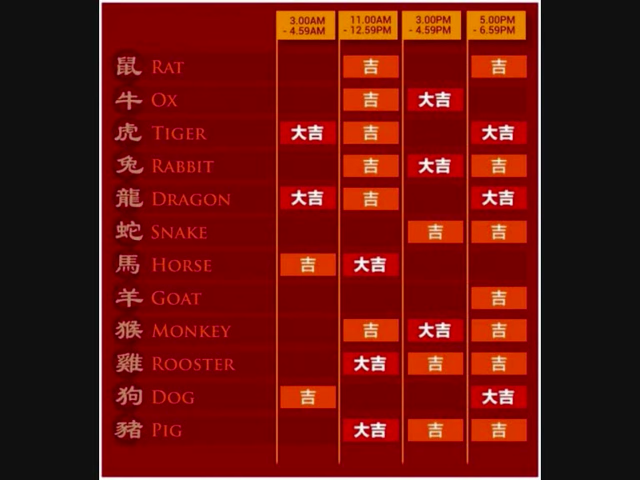 3.00AM
- 4.59AM
11.00AM
- 12.59PM
3.00PM
- 4.59PM
5.00PM
- 6.59PM
鼠 RAT 吉 吉
牛 OX 吉 大吉
虎 TIGER 大吉 吉 大吉
兔 RABBIT 吉 大吉 吉
龍 DRAGON 大吉 吉 大吉
蛇 SNAKE 吉 吉
馬 HORSE 吉 大吉
羊 GOAT 吉
猴 MONKEY 吉 大吉 吉
雞 ROOSTER 大吉 吉 吉
狗 DOG 吉 大吉
豬 PIG 大吉 吉 吉